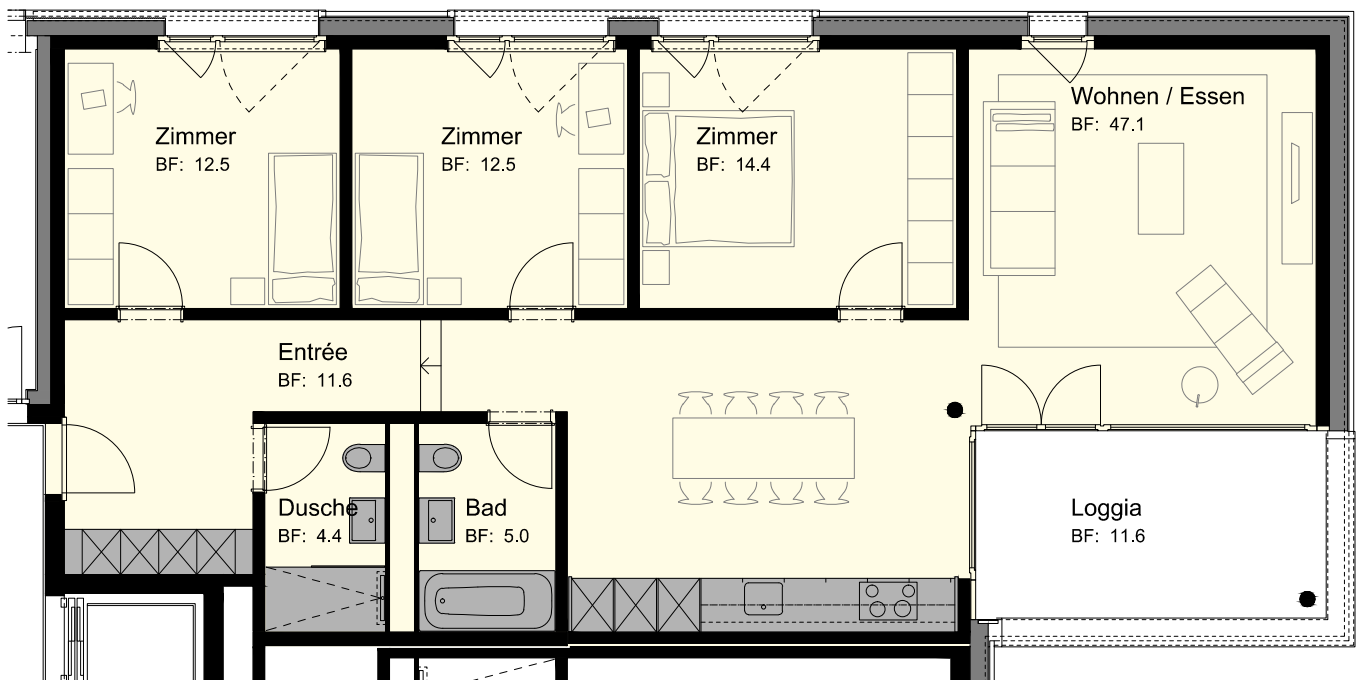 Zimmer
BF: 12.5
Zimmer
BF: 12.5
Zimmer
BF: 14.4
Wohnen / Essen
BF: 47.1
Entrée
BF: 11.6
Dusche
BF: 4.4
Bad
BF: 5.0
Loggia
BF: 11.6